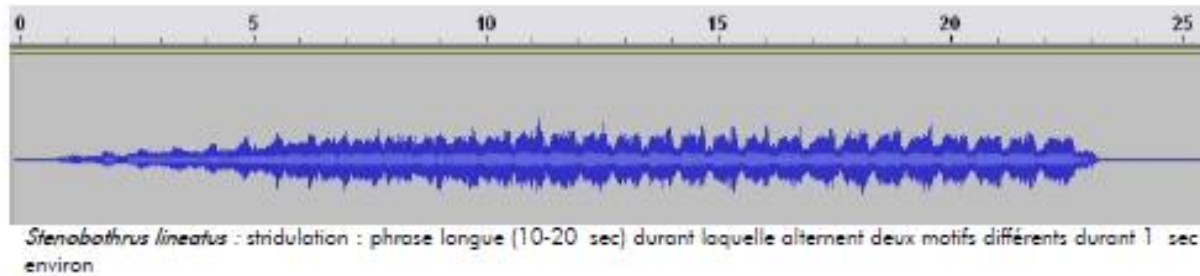 0 5 10 15 20 25
Stenobothrus lineatus : stridulation : phrase longue (10-20 sec) durant laquelle alternent deux motifs différents durant 1 sec
environ